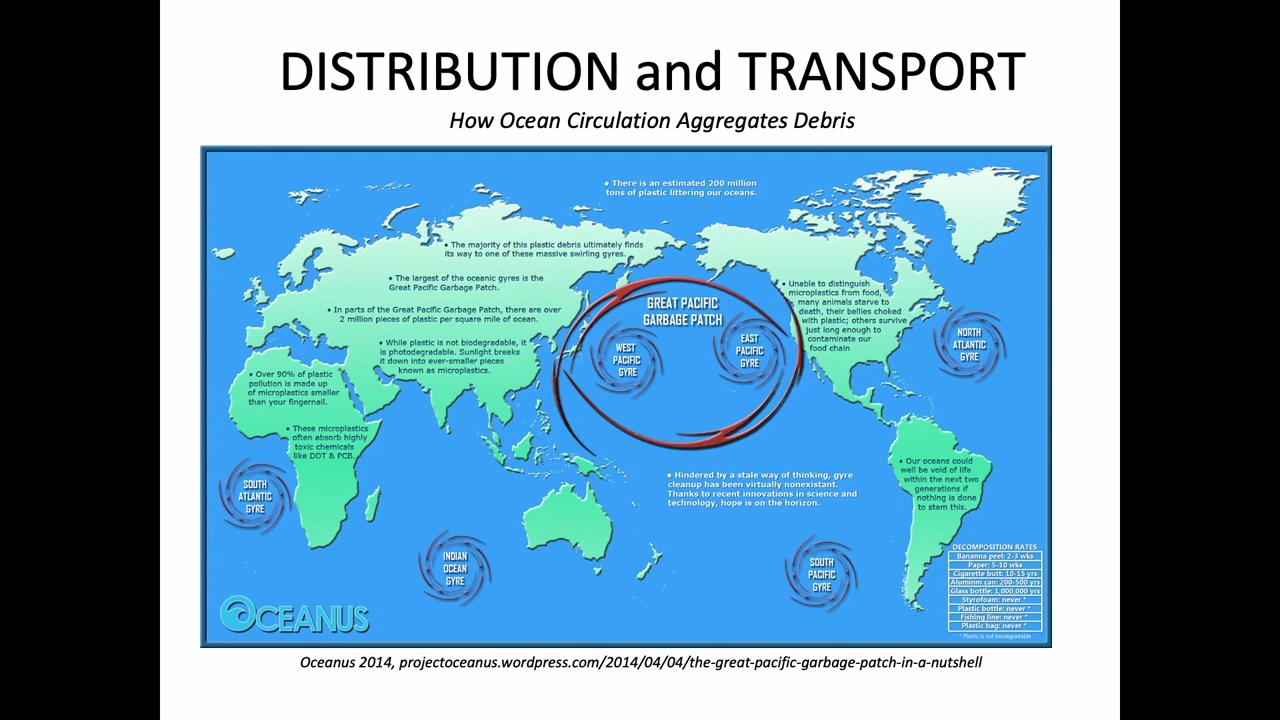 DISTRIBUTION and TRANSPORT
How Ocean Circulation Aggregates Debris
• There is an estimated 200 million
tons of plastic littering our oceans.
• The majority of this plastic debris ultimately finds
its way to one of these massive swirling gyres.
• The largest of the oceanic gyres is the
Great Pacific Garbage Patch.
• In parts of the Great Pacific Garbage Patch, there are over
2 million pieces of plastic per square mile of ocean.
• While plastic is not biodegradable, it
is photodegradable. Sunlight breaks
it down into ever-smaller pieces
known as microplastics.
• Over 90% of plastic
pollution is made up
of microplastics smaller
than your fingernail.
• These microplastics
often absorb highly
toxic chemicals
like DDT & PCB.
GREAT PACIFIC
GARBAGE PATCH
WEST
PACIFIC
GYRE
EAST
PACIFIC
GYRE
• Unable to distinguish
microplastics from food,
many animals starve to
death, their bellies choked
with plastic; others survive
just long enough to
contaminate our
food chain
NORTH
ATLANTIC
GYRE
SOUTH
ATLANTIC
GYRE
INDIAN
OCEAN
GYRE
• Hindered by a stale way of thinking, gyre
cleanup has been virtually nonexistant.
Thanks to recent innovations in science and
technology, hope is on the horizon.
SOUTH
PACIFIC
GYRE
• Our oceans could
well be void of life
within the next two
generations if
nothing is done
to stem this.
DECOMPOSITION RATES
Bananna peel: 2-3 wks
Paper: 5-10 wks
Cigarette butt: 10-15 yrs
Aluminm can: 200-500 yrs
Glass bottle: 1,000,000 yrs
Styrofoam: never *
Plastic bottle: never *
Fishing line: never *
Plastic bag: never *
* Plastic is not biodegradable
OCEANUS
Oceanus 2014, projectoceanus.wordpress.com/2014/04/04/the-great-pacific-garbage-patch-in-a-nutshell